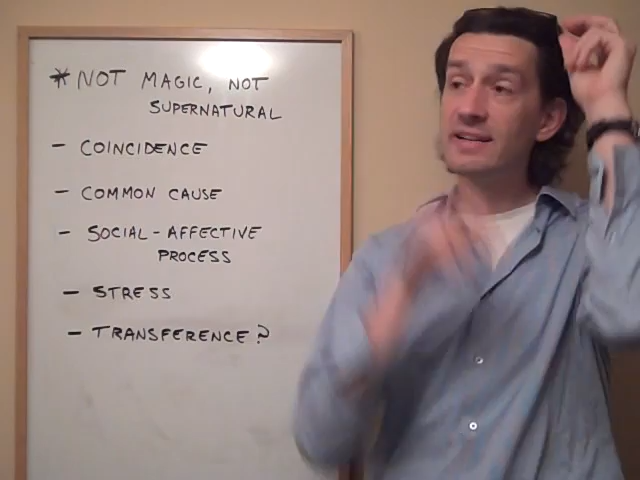 * NOT MAGIC, NOT
SUPERNATURAL
- COINCIDENCE
- COMMON CAUSE
- SOCIAL-AFFECTIVE
PROCESS
- STRESS
- TRANSFERENCE?